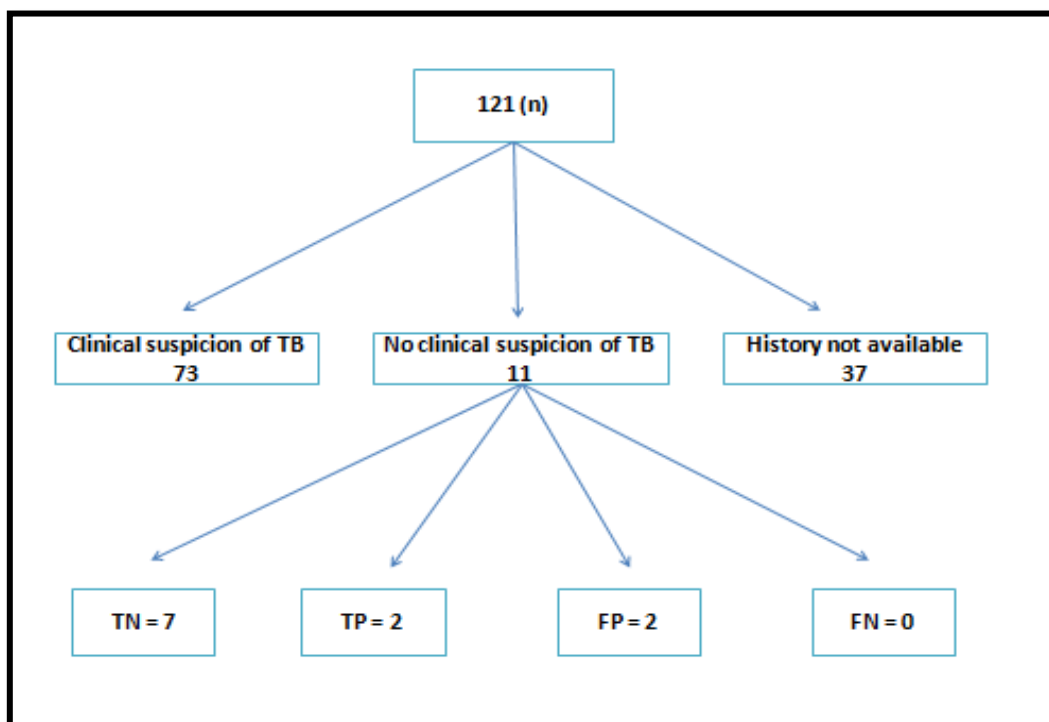 121 (n)
Clinical suspicion of TB
73
No clinical suspicion of TB
11
History not available
37
TN = 7
TP = 2
FP = 2
FN = 0